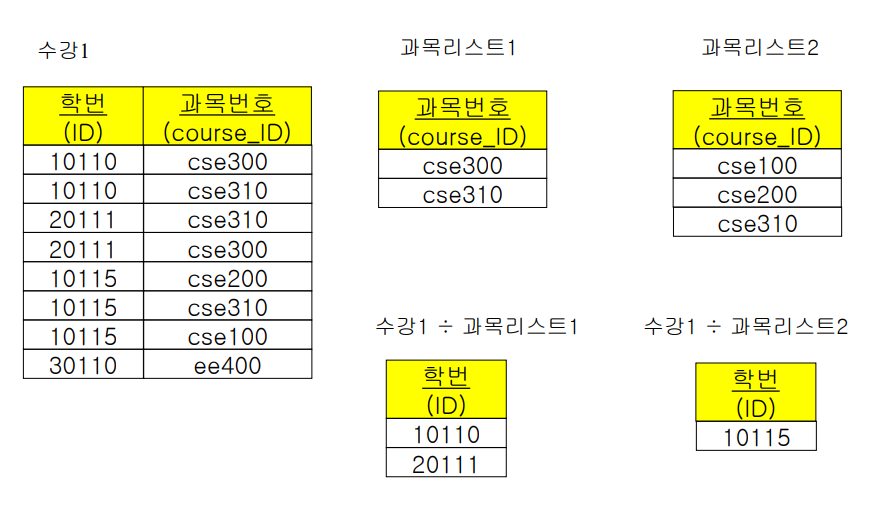 수강1
학번 과목번호
(ID) (course_ID)
10110 cse300
10110 cse310
20111 cse310
20111 cse300
10115 cse200
10115 cse310
10115 cse100
30110 ee400
과목리스트1
과목번호
(course_ID)
cse300
cse310
과목리스트2
과목번호
(course_ID)
cse100
cse200
cse310
수강1 ÷ 과목리스트1
학번
(ID)
10110
20111
수강1 ÷ 과목리스트2
학번
(ID)
10115